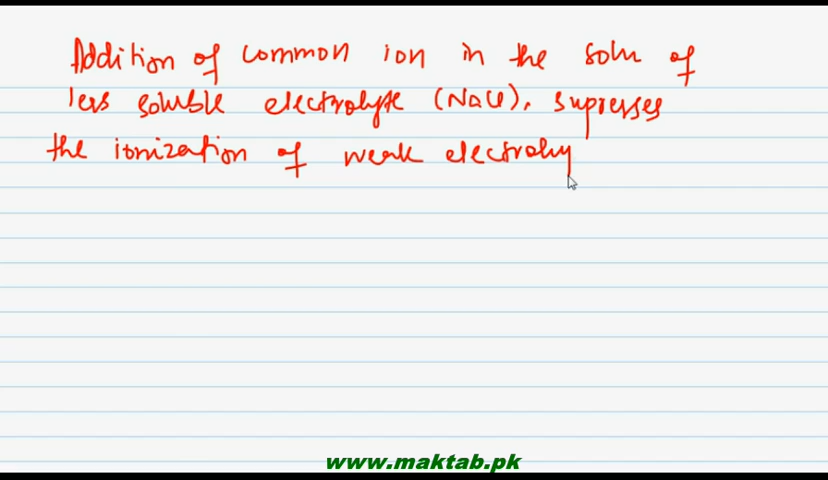 Addition of common ion in the soln of
less soluble electrolyte (NaCl), supresses
the ionization of weak electroly
www.maktab.pk